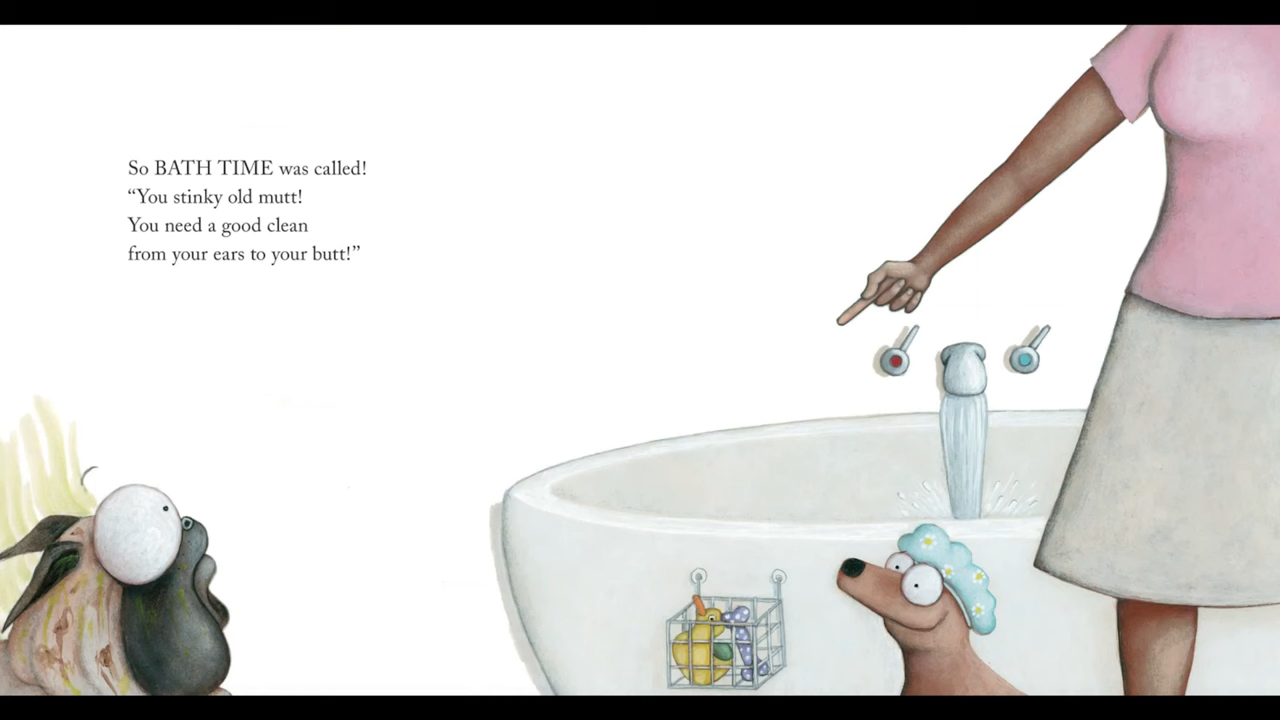 So BATH TIME was called!
“You stinky old mutt!
You need a good clean
from your ears to your butt!”